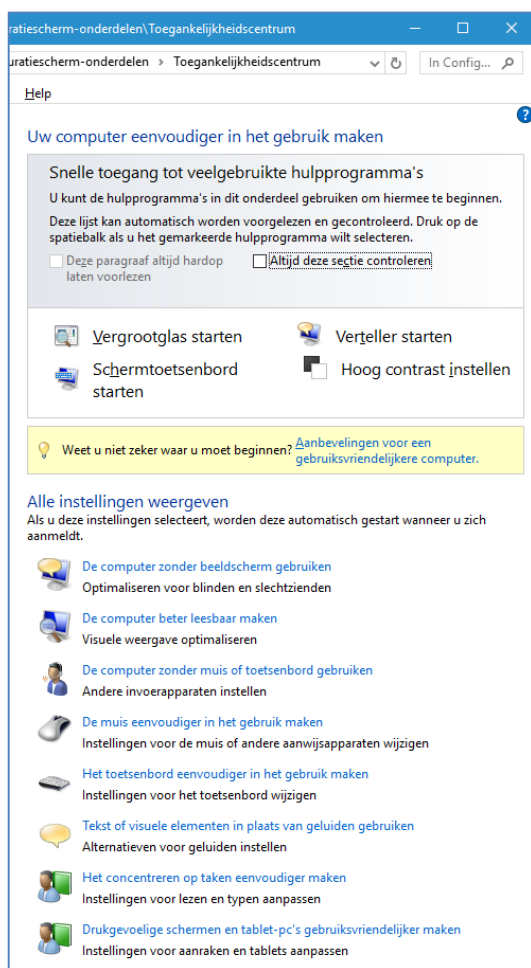 ratiescherm-onderdelen\Toegankelijkheidscentrum
uratiescherm-onderdelen > Toegankelijkheidscentrum
In Config...
Help
Uw computer eenvoudiger in het gebruik maken
Snelle toegang tot veelgebruikte hulpprogramma's
U kunt de hulpprogramma's in dit onderdeel gebruiken om hiermee te beginnen.
Deze lijst kan automatisch worden voorgelezen en gecontroleerd. Druk op de
spatiebalk als u het gemarkeerde hulpprogramma wilt selecteren.
Deze paragraaf altijd hardop
laten voorlezen
Altijd deze sectie controleren
Vergrootglas starten
Verteller starten
Schermtoetsenbord
starten
Hoog contrast instellen
Weet u niet zeker waar u moet beginnen?
Aanbevelingen voor een
gebruiksvriendelijkere computer.
Alle instellingen weergeven
Als u deze instellingen selecteert, worden deze automatisch gestart wanneer u zich
aanmeldt.
De computer zonder beeldscherm gebruiken
Optimaliseren voor blinden en slechtzienden
De computer beter leesbaar maken
Visuele weergave optimaliseren
De computer zonder muis of toetsenbord gebruiken
Andere invoerapparaten instellen
De muis eenvoudiger in het gebruik maken
Instellingen voor de muis of andere aanwijsapparaten wijzigen
Het toetsenbord eenvoudiger in het gebruik maken
Instellingen voor het toetsenbord wijzigen
Tekst of visuele elementen in plaats van geluiden gebruiken
Alternatieven voor geluiden instellen
Het concentreren op taken eenvoudiger maken
Instellingen voor lezen en typen aanpassen
Drukgevoelige schermen en tablet-pc's gebruiksvriendelijker maken
Instellingen voor aanraken en tablets aanpassen